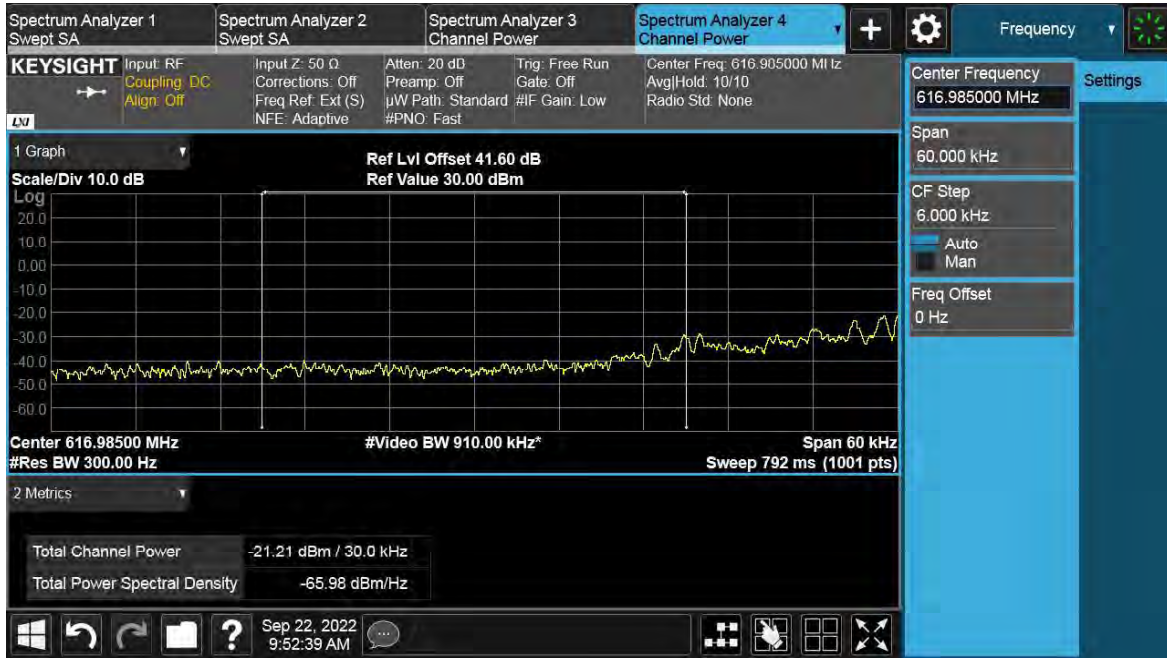 Spectrum Analyzer 1
Swept SA
Spectrum Analyzer 2
Swept SA
Spectrum Analyzer 3
Channel Power
Spectrum Analyzer 4
Channel Power
+
Frequency
KEYSIGHT
LXI
Input: RF
Coupling: DC
Align: Off
Input Z: 50 Ω
Corrections: Off
Freq Ref: Ext (S)
NFE: Adaptive
Atten: 20 dB
Preamp: Off
µW Path: Standard
#PNO: Fast
Trig: Free Run
Gate: Off
#IF Gain: Low
Center Freq: 616.985000 MHz
Avg|Hold: 10/10
Radio Std: None
1 Graph
Scale/Div 10.0 dB
Ref Lvl Offset 41.60 dB
Ref Value 30.00 dBm
Log
20.0
10.0
0.00
-10.0
-20.0
-30.0
-40.0
-50.0
-60.0
Center 616.98500 MHz
#Res BW 300.00 Hz
#Video BW 910.00 kHz*
Span 60 kHz
Sweep 792 ms (1001 pts)
2 Metrics
Total Channel Power -21.21 dBm / 30.0 kHz
Total Power Spectral Density -65.98 dBm/Hz
?
Sep 22, 2022
9:52:39 AM
Center Frequency
616.985000 MHz
Span
60.000 kHz
CF Step
6.000 kHz
Auto
Man
Freq Offset
0 Hz
Settings